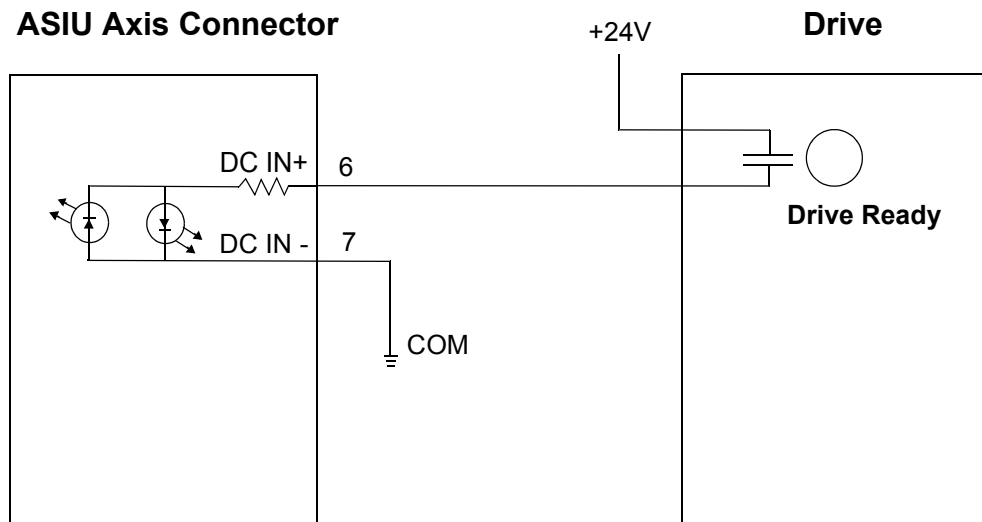 ASIU Axis Connector
+24V
Drive
DC IN+
6
Drive Ready
DC IN -
7
COM